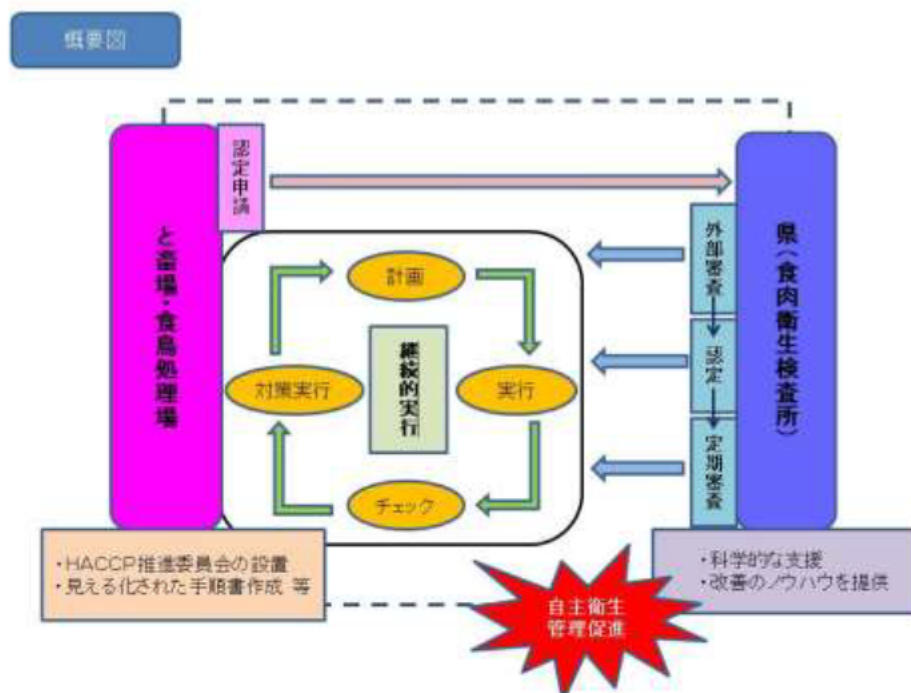 概要図
認定申請
と畜場・食鳥処理場
県(食肉衛生検査所)
外部審査
認定
定期審査
計画
実行
チェック
対策実行
継続的実行
・HACCP推進委員会の設置
・見える化された手順書作成 等
・科学的な支援
・改善のノウハウを提供
自主衛生
管理促進